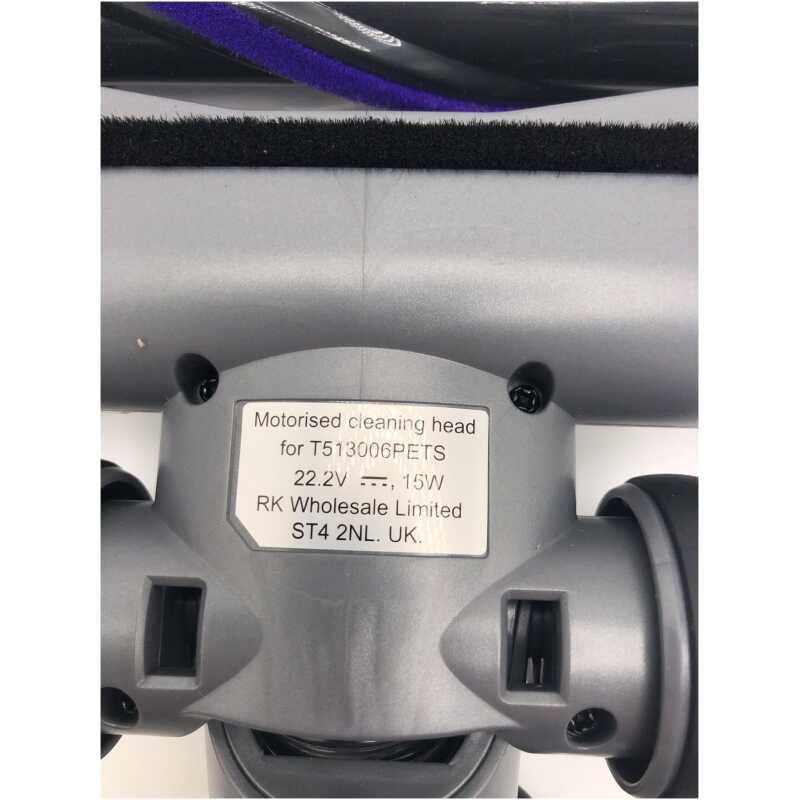 Motorised cleaning head
for T513006PETS
22.2V ⎓, 15W
RK Wholesale Limited
ST4 2NL. UK.